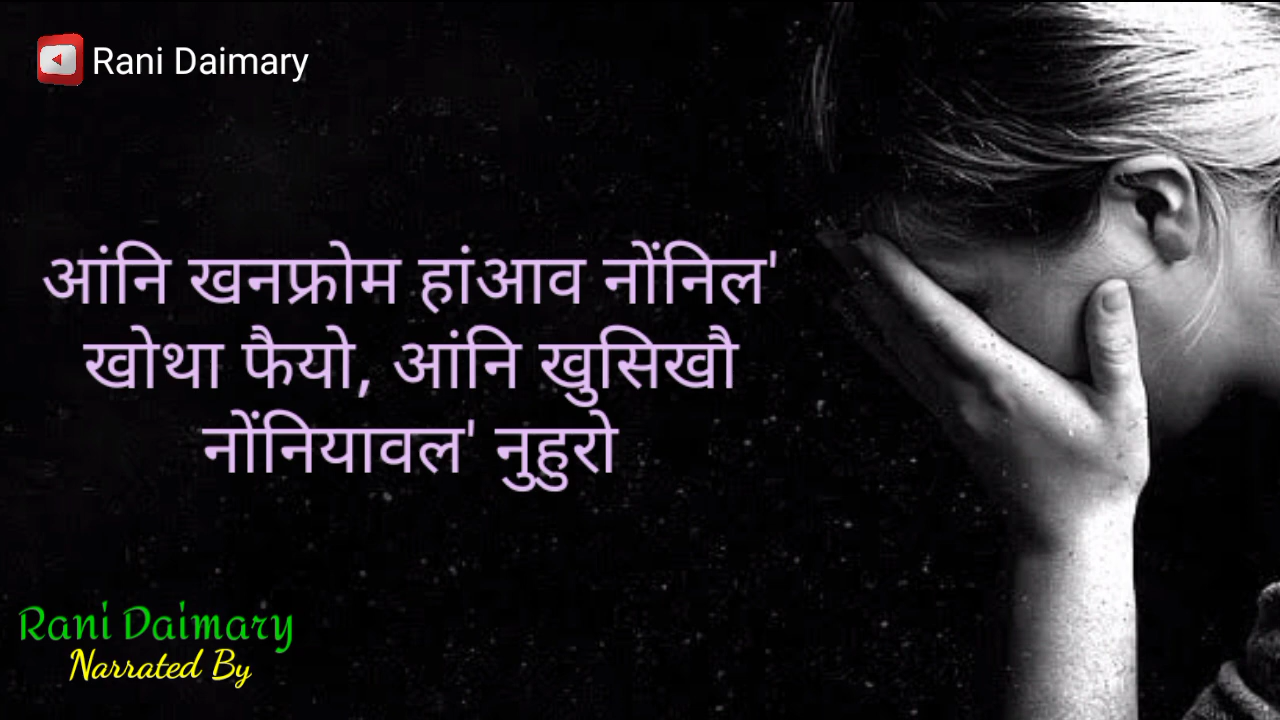 Rani Daimary
आंनि खनफ्रोम हांआव नोंनिल'
खोथा फैयो, आंनि खुसिखौ
नोंनियावल' नुहुरो
Rani Daimary
Narrated By